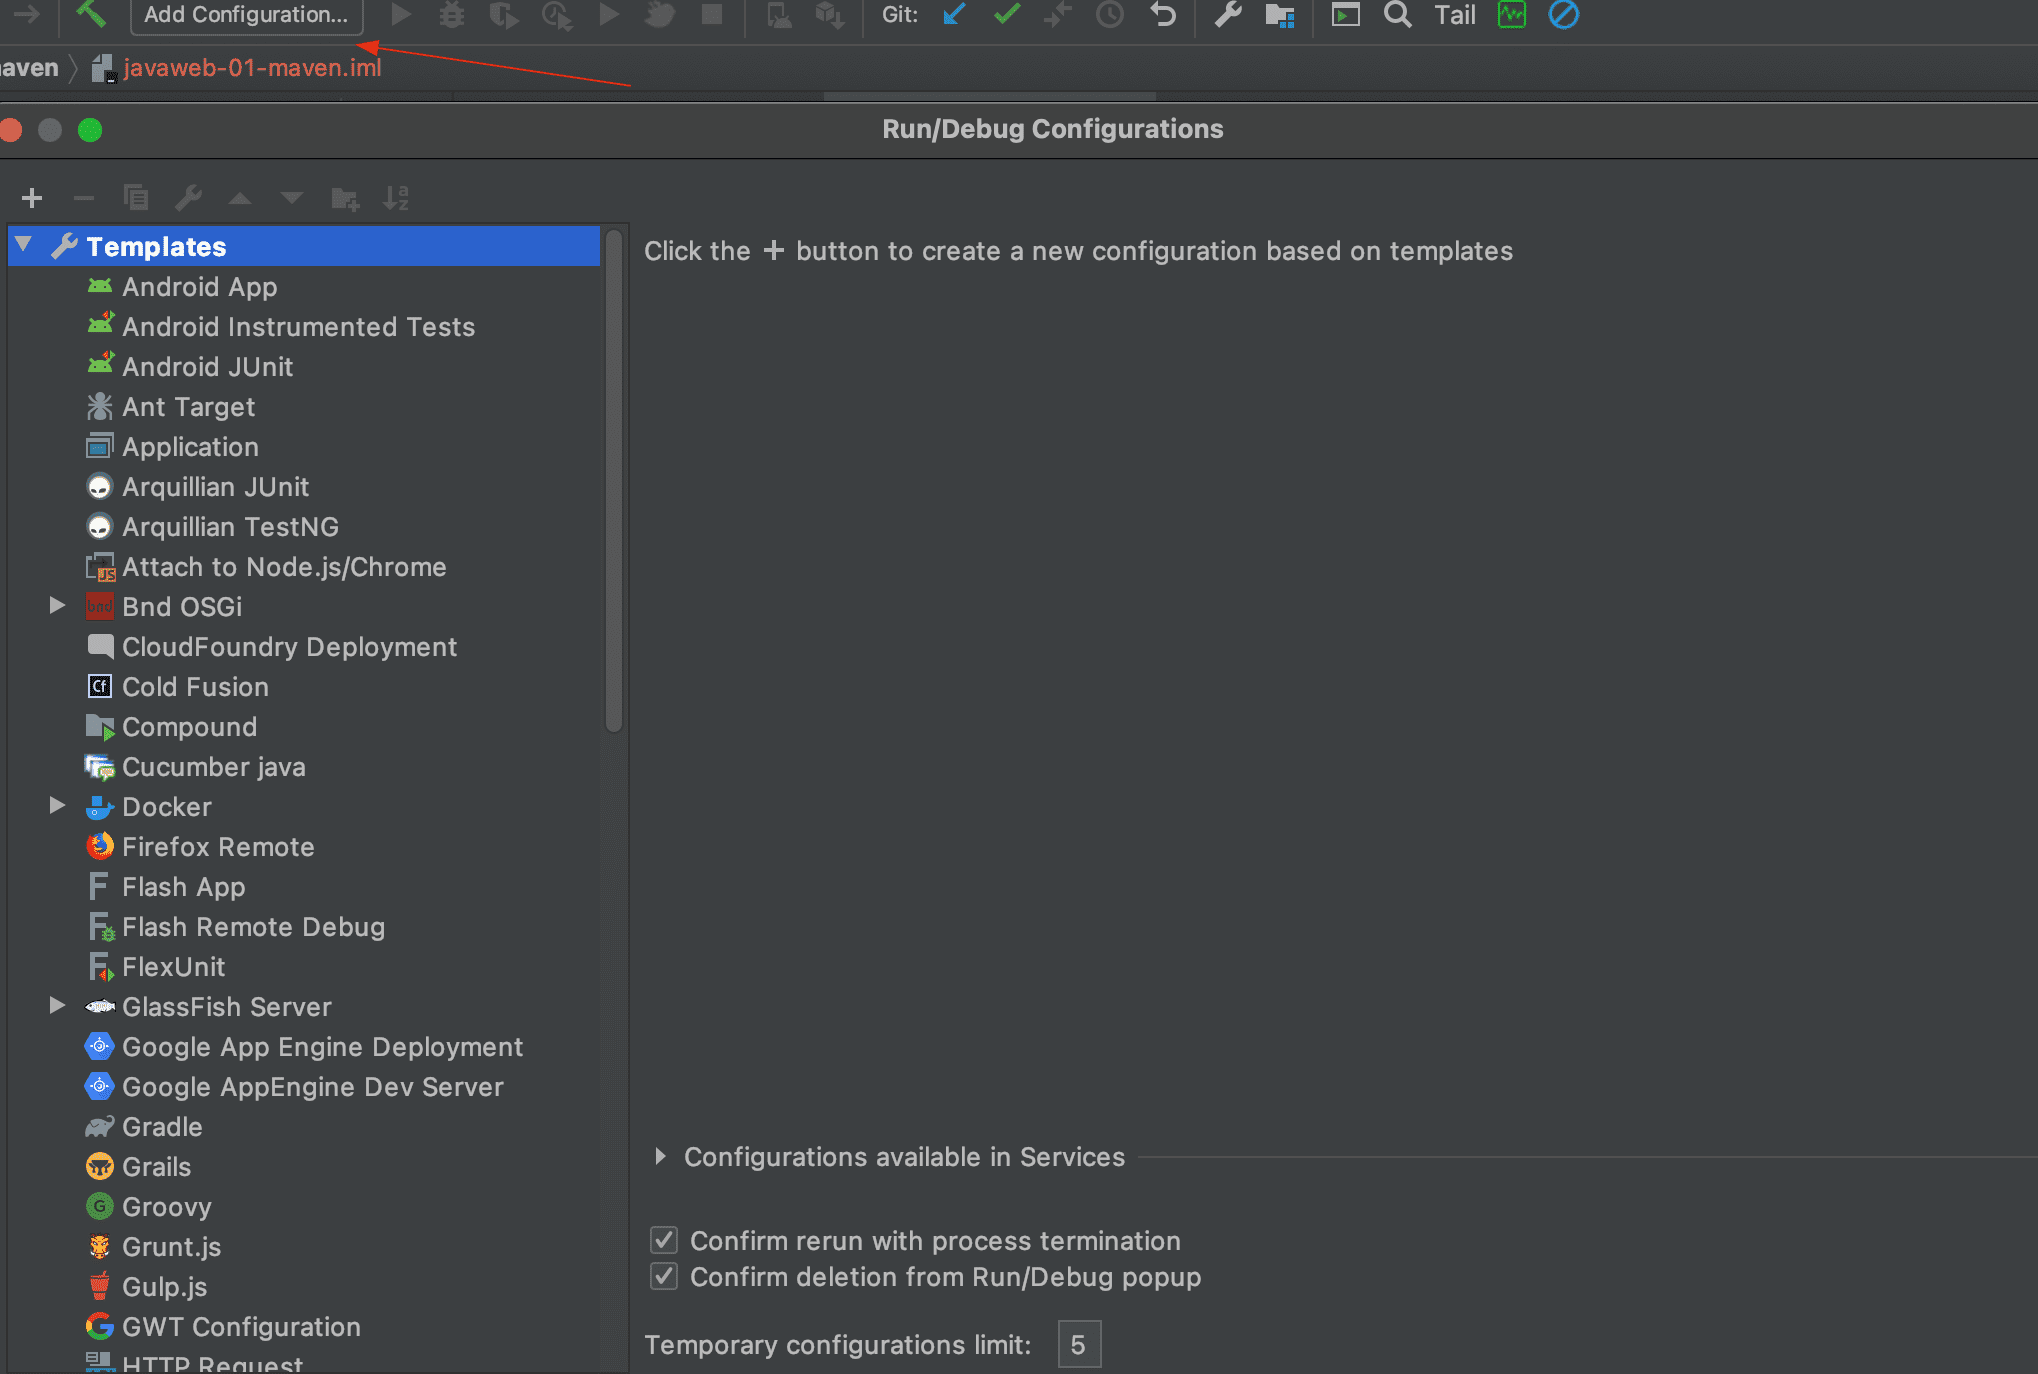 Add Configuration...
Git:
Tail
aven
javaweb-01-maven.iml
Run/Debug Configurations
Templates
Click the + button to create a new configuration based on templates
Android App
Android Instrumented Tests
Android JUnit
Ant Target
Application
Arquillian JUnit
Arquillian TestNG
JS
Attach to Node.js/Chrome
bnd
Bnd OSGi
CloudFoundry Deployment
Cf
Cold Fusion
Compound
Cucumber java
Docker
Firefox Remote
Flash App
Flash Remote Debug
FlexUnit
GlassFish Server
Google App Engine Deployment
Google AppEngine Dev Server
Gradle
Grails
G
Groovy
Grunt.js
Gulp.js
GWT Configuration
HTTP Request
Configurations available in Services
Confirm rerun with process termination
Confirm deletion from Run/Debug popup
Temporary configurations limit: 5